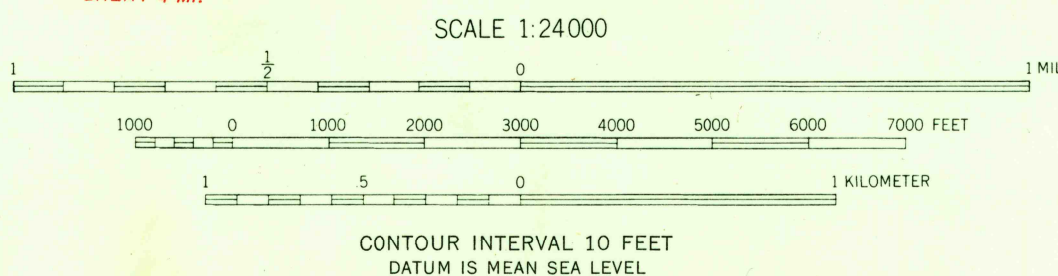 SCALE 1:24000
1 1/2 0 1 MIL
1000 0 1000 2000 3000 4000 5000 6000 7000 FEET
1 .5 0 1 KILOMETER
CONTOUR INTERVAL 10 FEET
DATUM IS MEAN SEA LEVEL